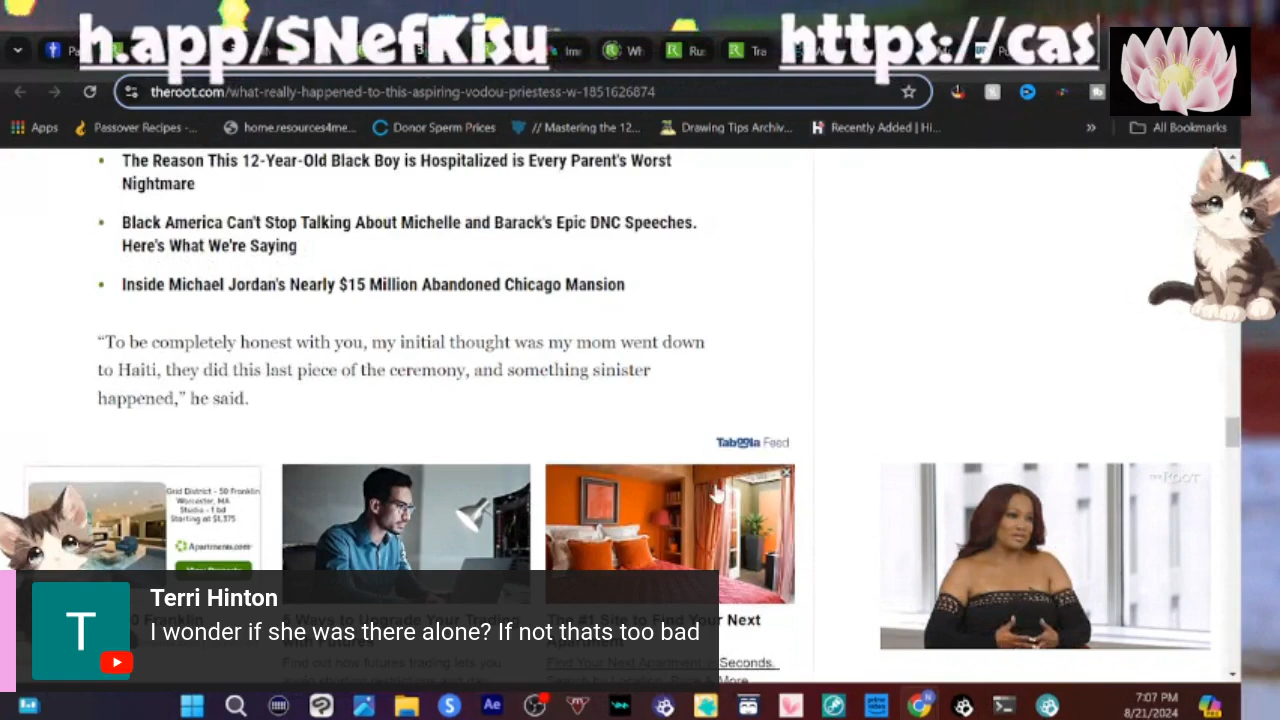 h.app/$NefKisu https://cas
theroot.com/what-really-happened-to-this-aspiring-vodou-priestess-w-1851626874
Apps Passover Recipes -... home.resources4me... Donor Sperm Prices // Mastering the 12... Drawing Tips Archiv... Recently Added | Hi... » All Bookmarks
• The Reason This 12-Year-Old Black Boy is Hospitalized is Every Parent's Worst
Nightmare
• Black America Can't Stop Talking About Michelle and Barack's Epic DNC Speeches.
Here's What We're Saying
• Inside Michael Jordan's Nearly $15 Million Abandoned Chicago Mansion
“To be completely honest with you, my initial thought was my mom went down
to Haiti, they did this last piece of the ceremony, and something sinister
happened,” he said.
Taboola Feed
Grid District - 50 Franklin
Worcester, MA
Studio - 1 bd
Starting at $1,375
Apartments.com
THE ROOT
Terri Hinton
T
I wonder if she was there alone? If not thats too bad
Next
Find Your Next Apartment in Seconds.
7:07 PM
8/21/2024